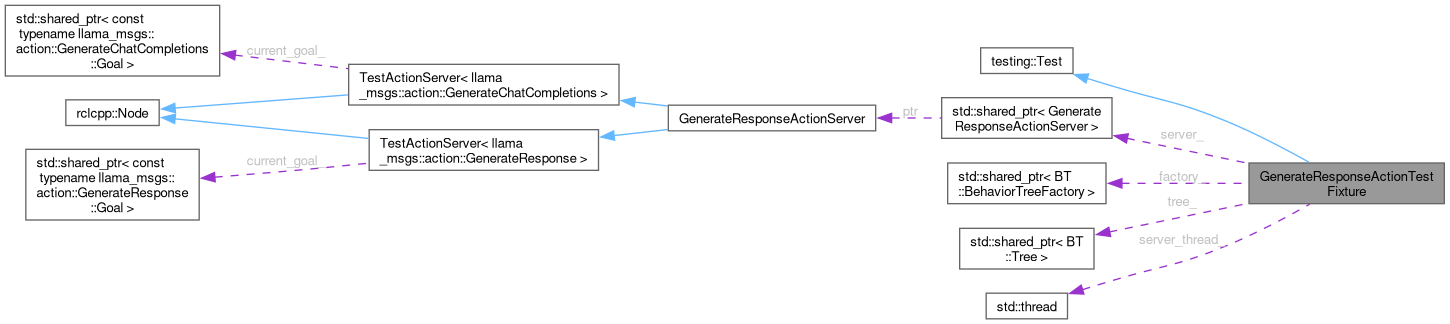 std::shared_ptr< const
typename llama_msgs::
action::GenerateChatCompletions
::Goal >
current_goal_
TestActionServer< llama
_msgs::action::GenerateChatCompletions >
rclcpp::Node
TestActionServer< llama
_msgs::action::GenerateResponse >
current_goal_
std::shared_ptr< const
typename llama_msgs::
action::GenerateResponse
::Goal >
GenerateResponseActionServer
ptr
testing::Test
std::shared_ptr< Generate
ResponseActionServer >
server_
std::shared_ptr< BT
::BehaviorTreeFactory >
factory_
tree_
std::shared_ptr< BT
::Tree >
server_thread_
std::thread
GenerateResponseActionTest
Fixture